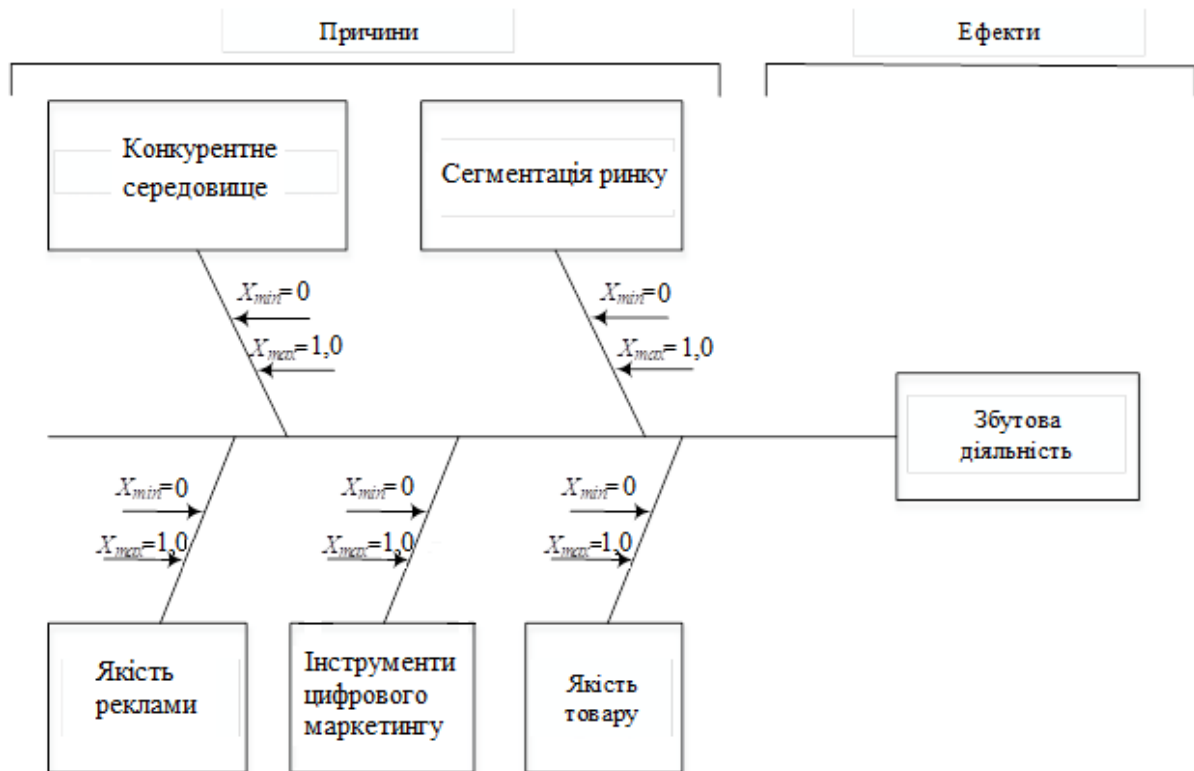 Причини
Ефекти
Конкурентне
середовище
Сегментація ринку
Xmin= 0
Xmax=1,0
Xmin=0
Xmax= 1,0
Збутова
діяльність
Xmin=0
Xmax=1,0
Xmin=0
Xmax=1,0
Xmin=0
Xmax=1,0
Якість
реклами
Інструменти
цифрового
маркетингу
Якість
товару